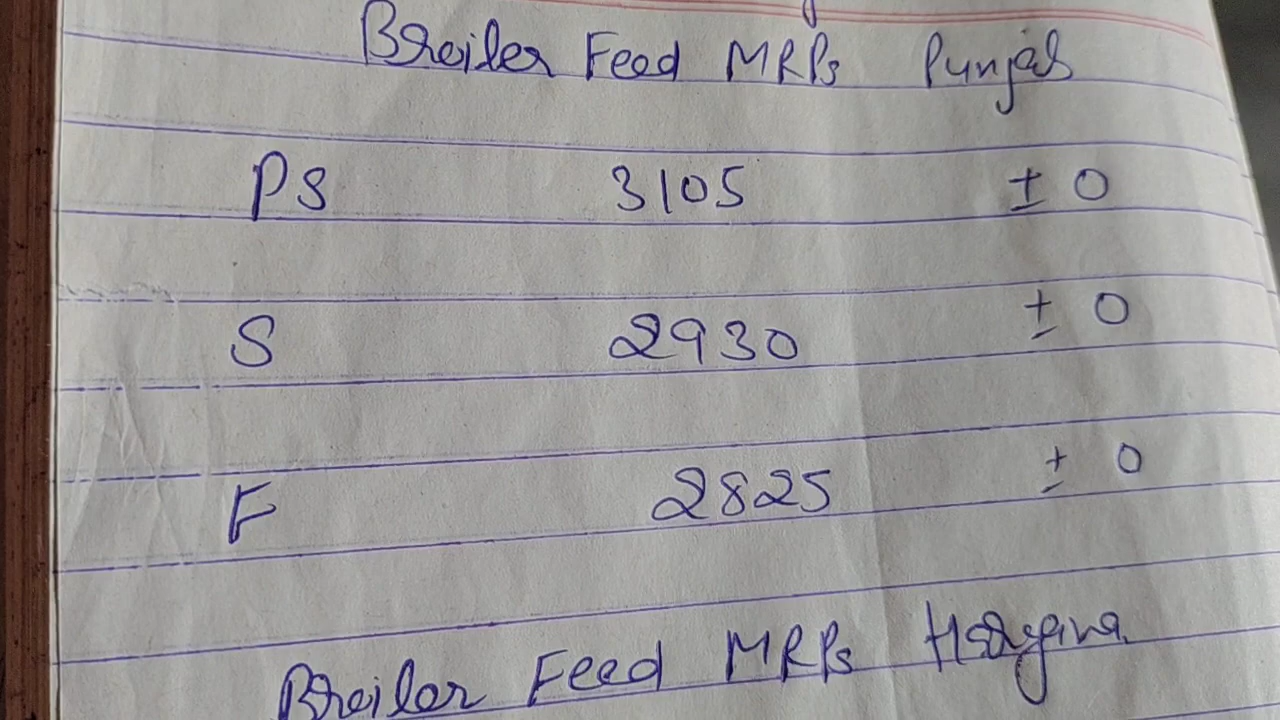 Broiler Feed MRPs Punjab
PS 3105 ± 0
S 2930 ± 0
F 2825 ± 0
Broiler Feed MRPs Haryana